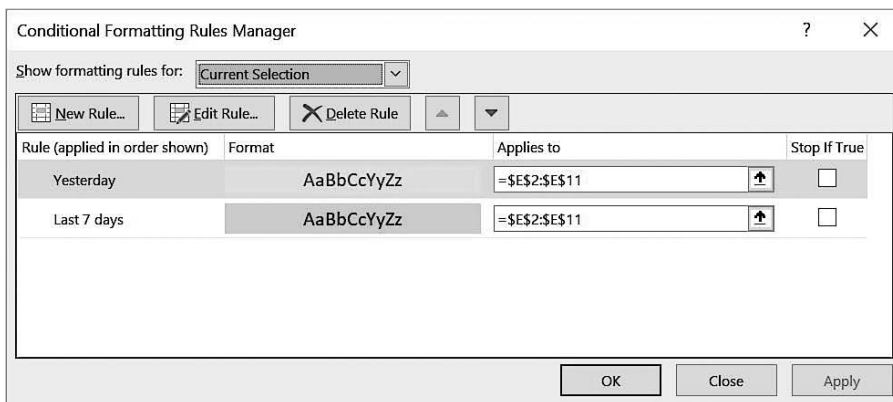 Conditional Formatting Rules Manager ? X
Show formatting rules for: Current Selection
New Rule... Edit Rule... Delete Rule
Rule (applied in order shown) Format Applies to Stop If True
Yesterday AaBbCcYyZz =$E$2:$E$11
Last 7 days AaBbCcYyZz =$E$2:$E$11
OK Close Apply